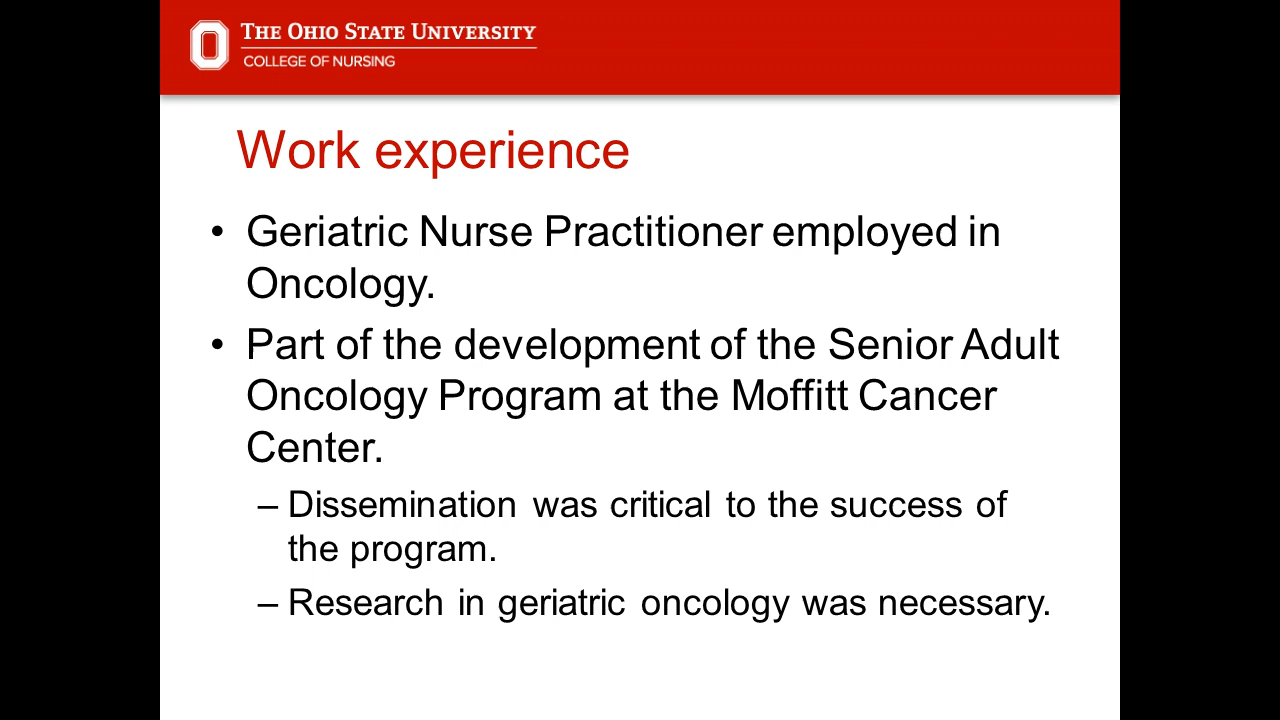 THE OHIO STATE UNIVERSITY
COLLEGE OF NURSING
Work experience
• Geriatric Nurse Practitioner employed in
Oncology.
• Part of the development of the Senior Adult
Oncology Program at the Moffitt Cancer
Center.
– Dissemination was critical to the success of
the program.
– Research in geriatric oncology was necessary.